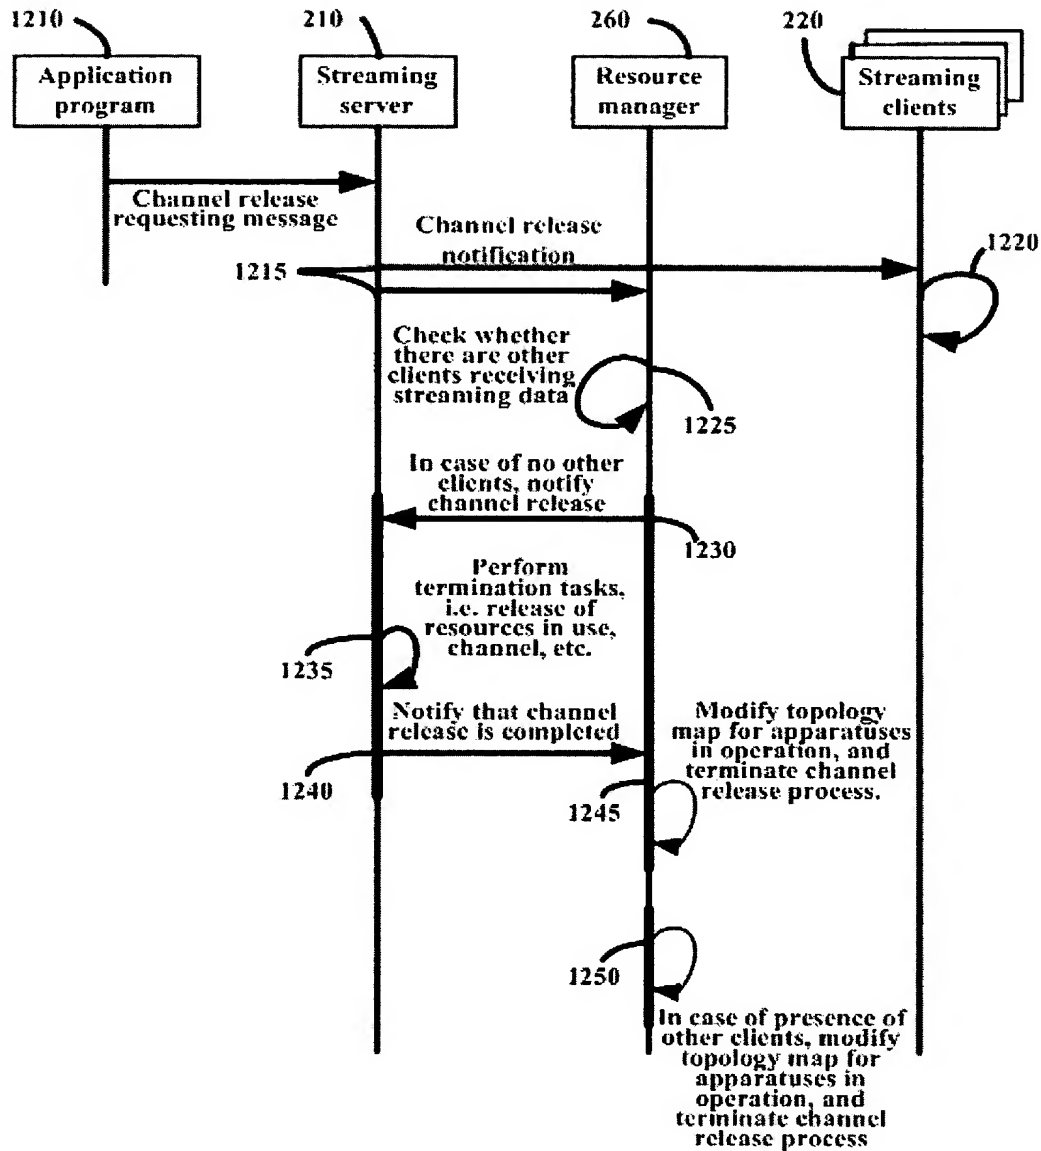 1210
210
260
220
Application
program
Streaming
server
Resource
manager
Streaming
clients
Channel release
requesting message
Channel release
notification
1215
1220
Check whether
there are other
clients receiving
streaming data
1225
In case of no other
clients, notify
channel release
1230
Perform
termination tasks,
i.e. release of
resources in use,
channel, etc.
1235
Notify that channel
release is completed
1240
Modify topology
map for apparatuses
in operation, and
terminate channel
release process.
1245
1250
In case of presence of
other clients, modify
topology map for
apparatuses in
operation, and
terminate channel
release process